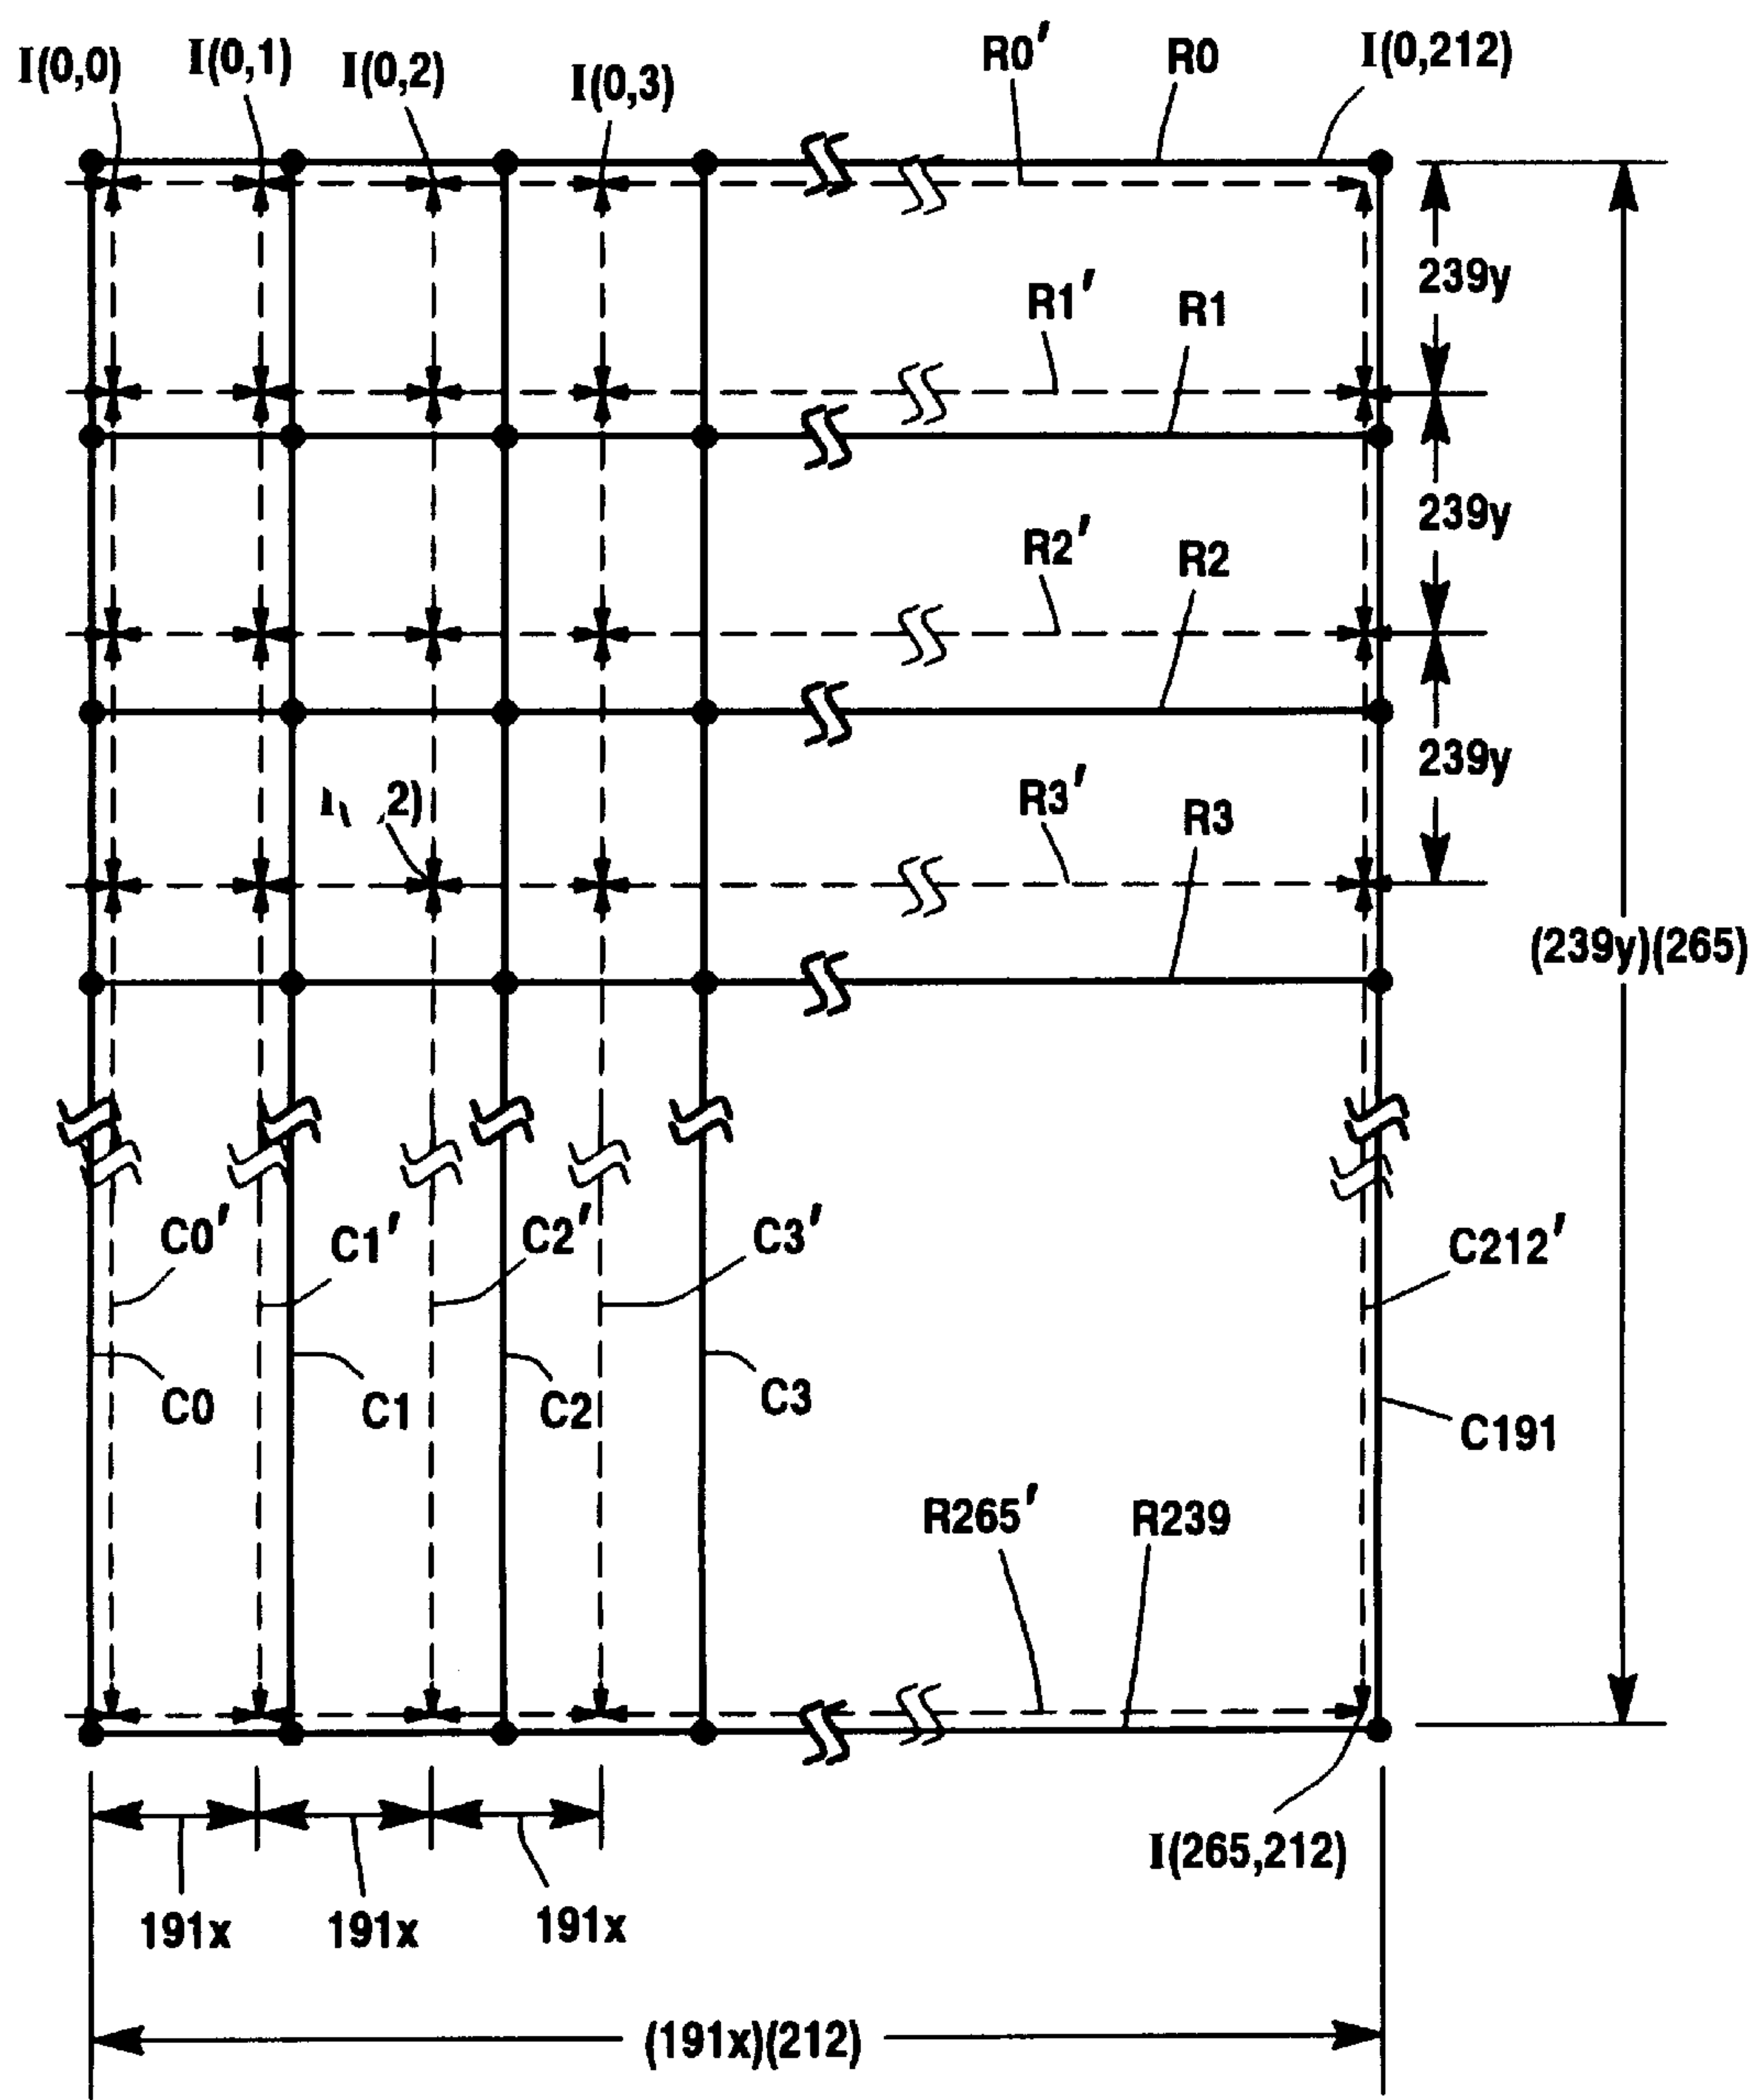 I(0,0) I(0,1) I(0,2) I(0,3) R0′ R0 I(0,212)
239y
R1′ R1
239y
R2′ R2
239y
,2)
R3′ R3
(239y)(265)
C0′ C1′ C2′ C3′ C212′
C0 C1 C2 C3 C191
R265′ R239
I(265,212)
191x 191x 191x
(191x)(212)